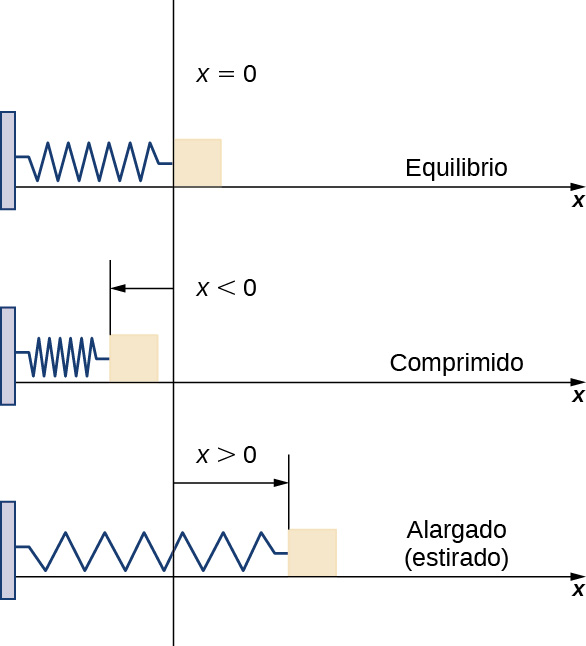 x = 0
Equilibrio
x
x < 0
Comprimido
x
x > 0
Alargado
(estirado)
x